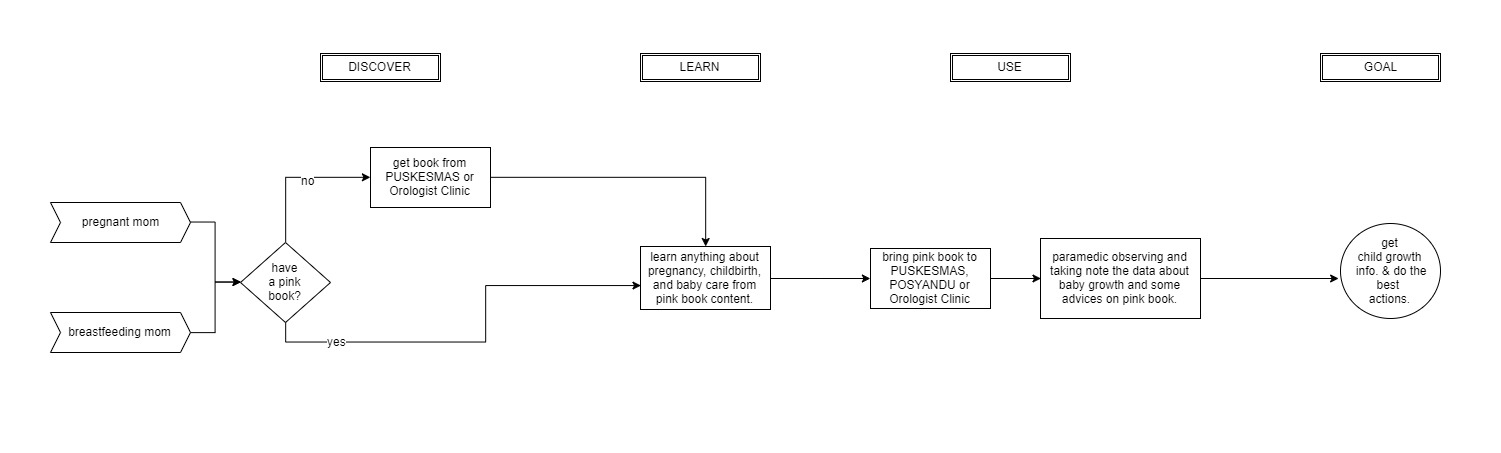 DISCOVER
LEARN
USE
GOAL
get book from
PUSKESMAS or
Orologist Clinic
no
pregnant mom
breastfeeding mom
have
a pink
book?
yes
learn anything about
pregnancy, childbirth,
and baby care from
pink book content.
bring pink book to
PUSKESMAS,
POSYANDU or
Orologist Clinic
paramedic observing and
taking note the data about
baby growth and some
advices on pink book.
get
child growth
info. & do the
best
actions.